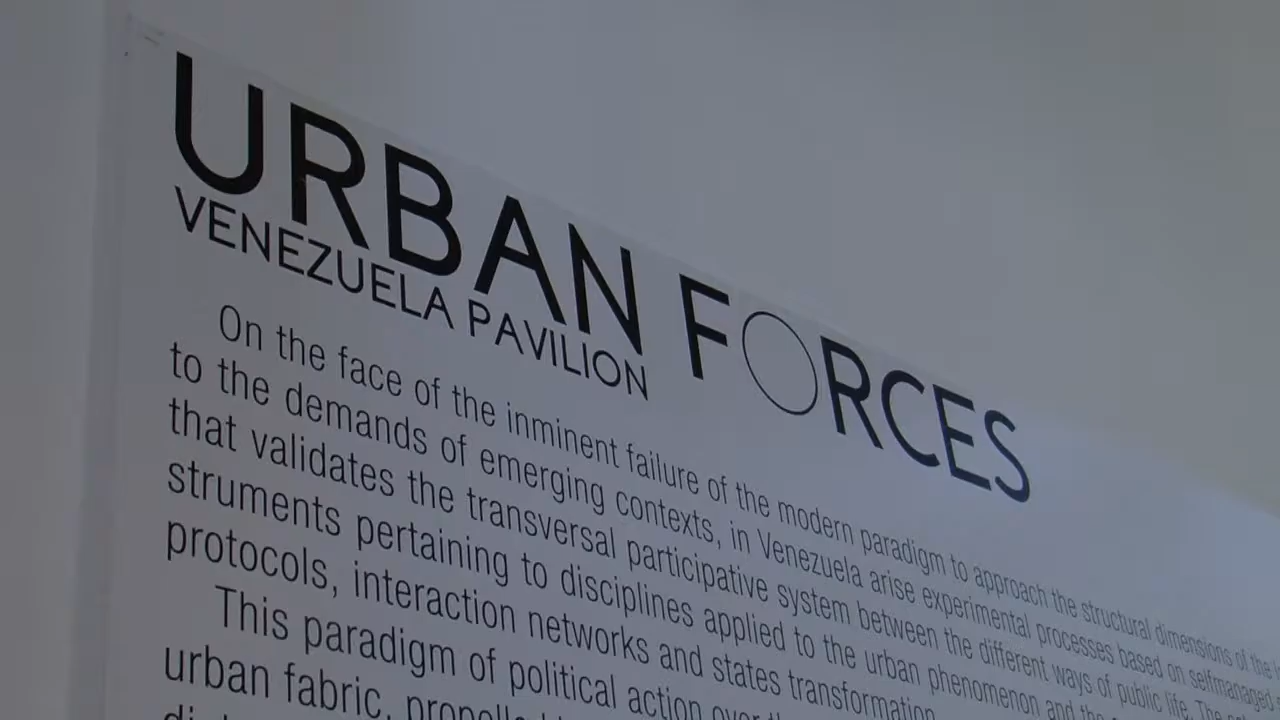 URBAN FORCES
VENEZUELA PAVILION
On the face of the inminent failure of the modern paradigm to approach the structural dimensions of the
to the demands of emerging contexts, in Venezuela arise experimental processes based on selfmanaged
that validates the transversal participative system between the different ways of public life. The
struments pertaining to disciplines applied to the urban phenomenon and the
protocols, interaction networks and states transformation.
This paradigm of political action over
urban fabric,